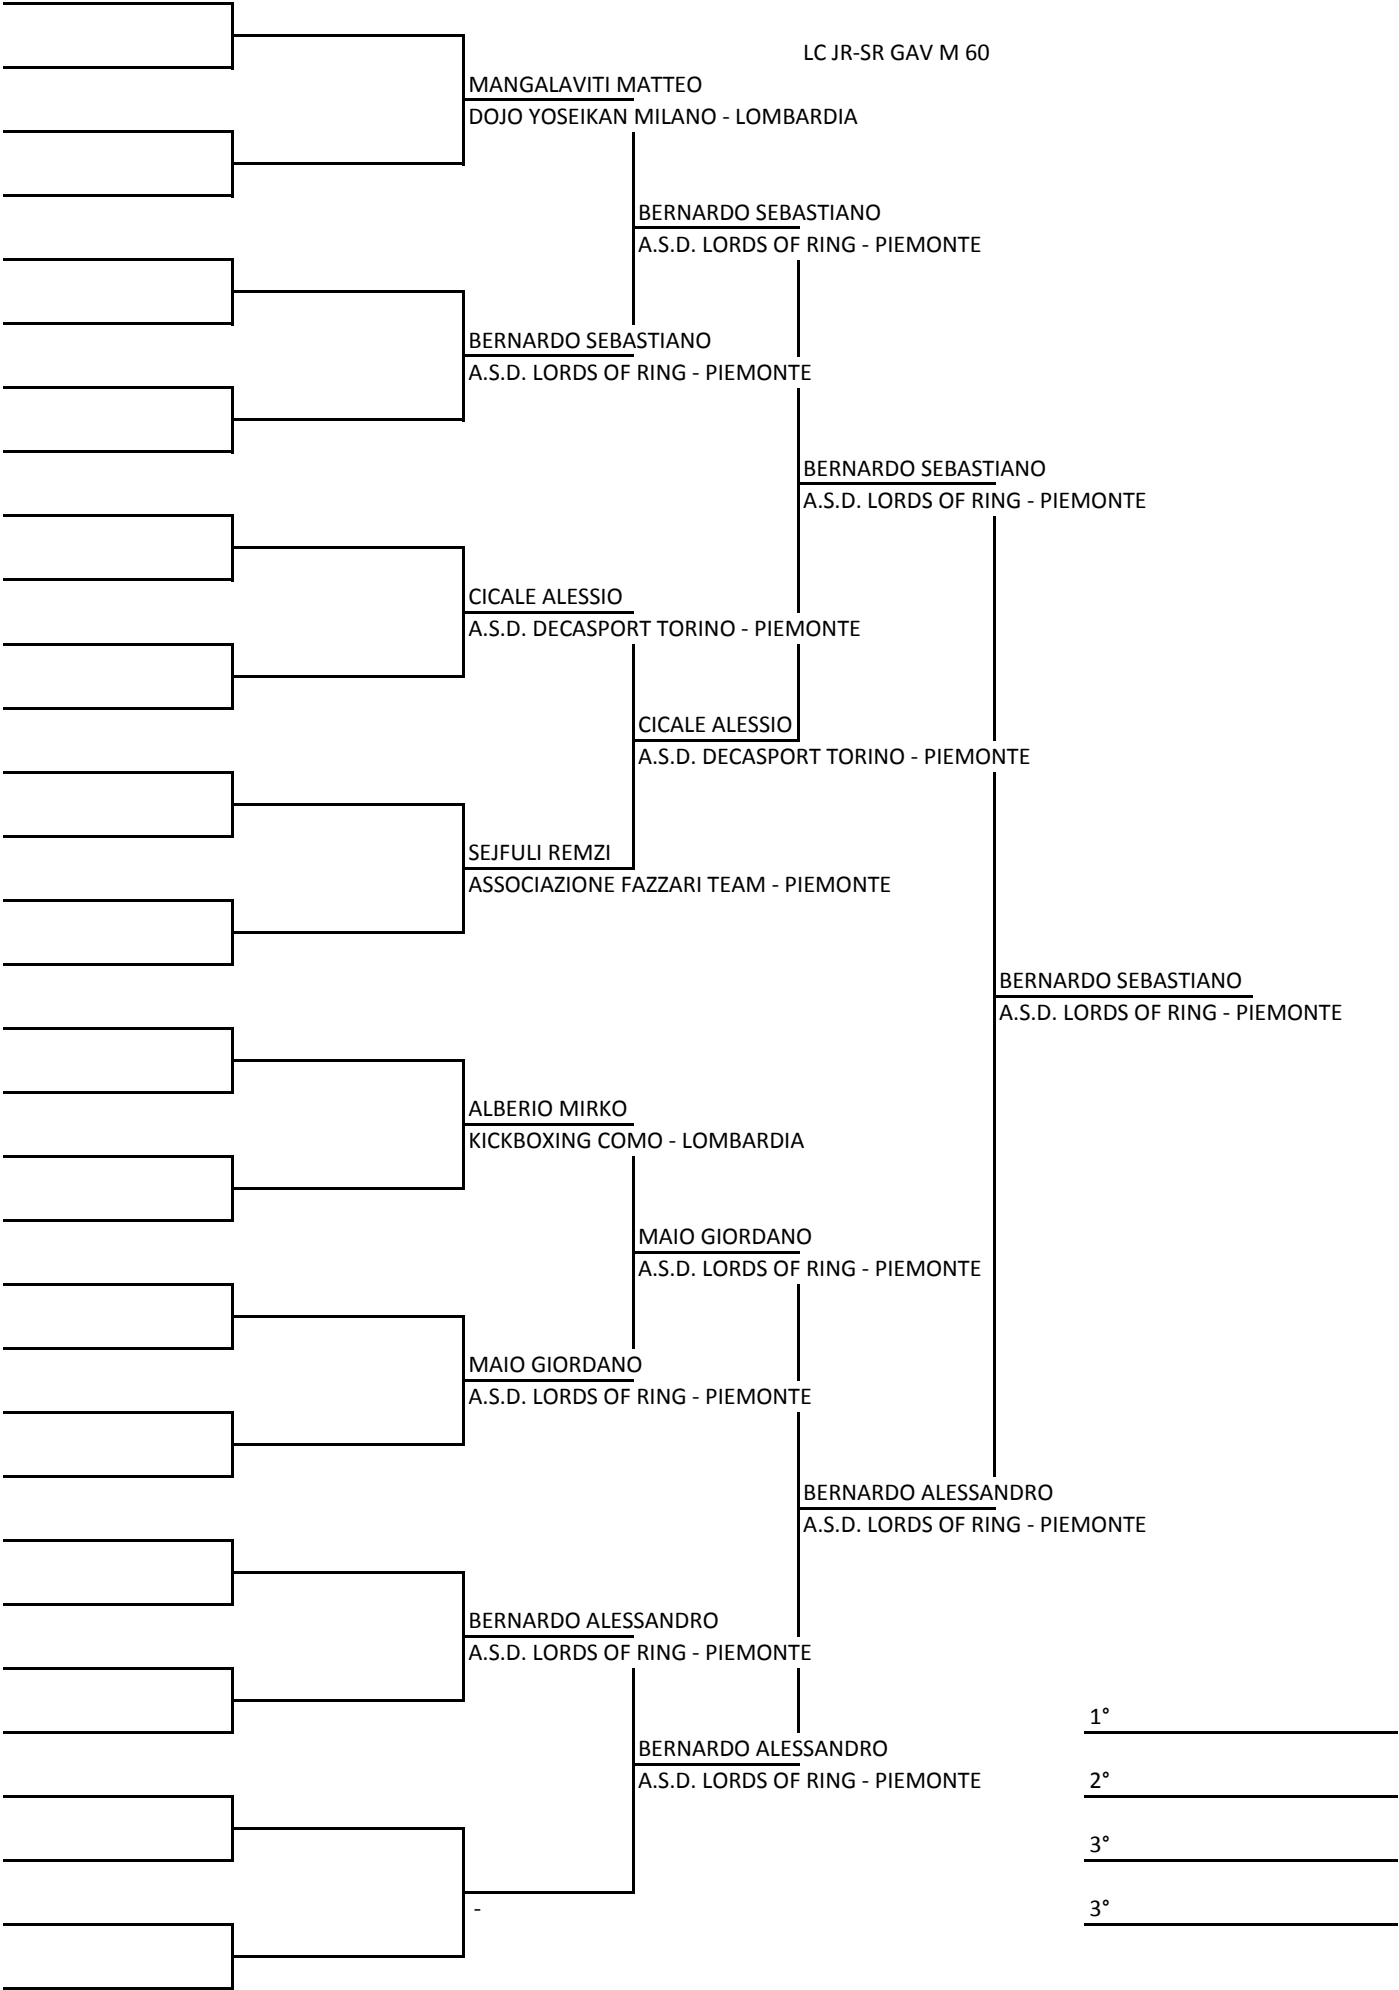 LC JR-SR GAV M 60
MANGALAVITI MATTEO
DOJO YOSEIKAN MILANO - LOMBARDIA
BERNARDO SEBASTIANO
A.S.D. LORDS OF RING - PIEMONTE
BERNARDO SEBASTIANO
A.S.D. LORDS OF RING - PIEMONTE
BERNARDO SEBASTIANO
A.S.D. LORDS OF RING - PIEMONTE
CICALE ALESSIO
A.S.D. DECASPORT TORINO - PIEMONTE
CICALE ALESSIO
A.S.D. DECASPORT TORINO - PIEMONTE
SEJFULI REMZI
ASSOCIAZIONE FAZZARI TEAM - PIEMONTE
BERNARDO SEBASTIANO
A.S.D. LORDS OF RING - PIEMONTE
ALBERIO MIRKO
KICKBOXING COMO - LOMBARDIA
MAIO GIORDANO
A.S.D. LORDS OF RING - PIEMONTE
MAIO GIORDANO
A.S.D. LORDS OF RING - PIEMONTE
BERNARDO ALESSANDRO
A.S.D. LORDS OF RING - PIEMONTE
BERNARDO ALESSANDRO
A.S.D. LORDS OF RING - PIEMONTE
1°
BERNARDO ALESSANDRO
A.S.D. LORDS OF RING - PIEMONTE
2°
3°
-
3°